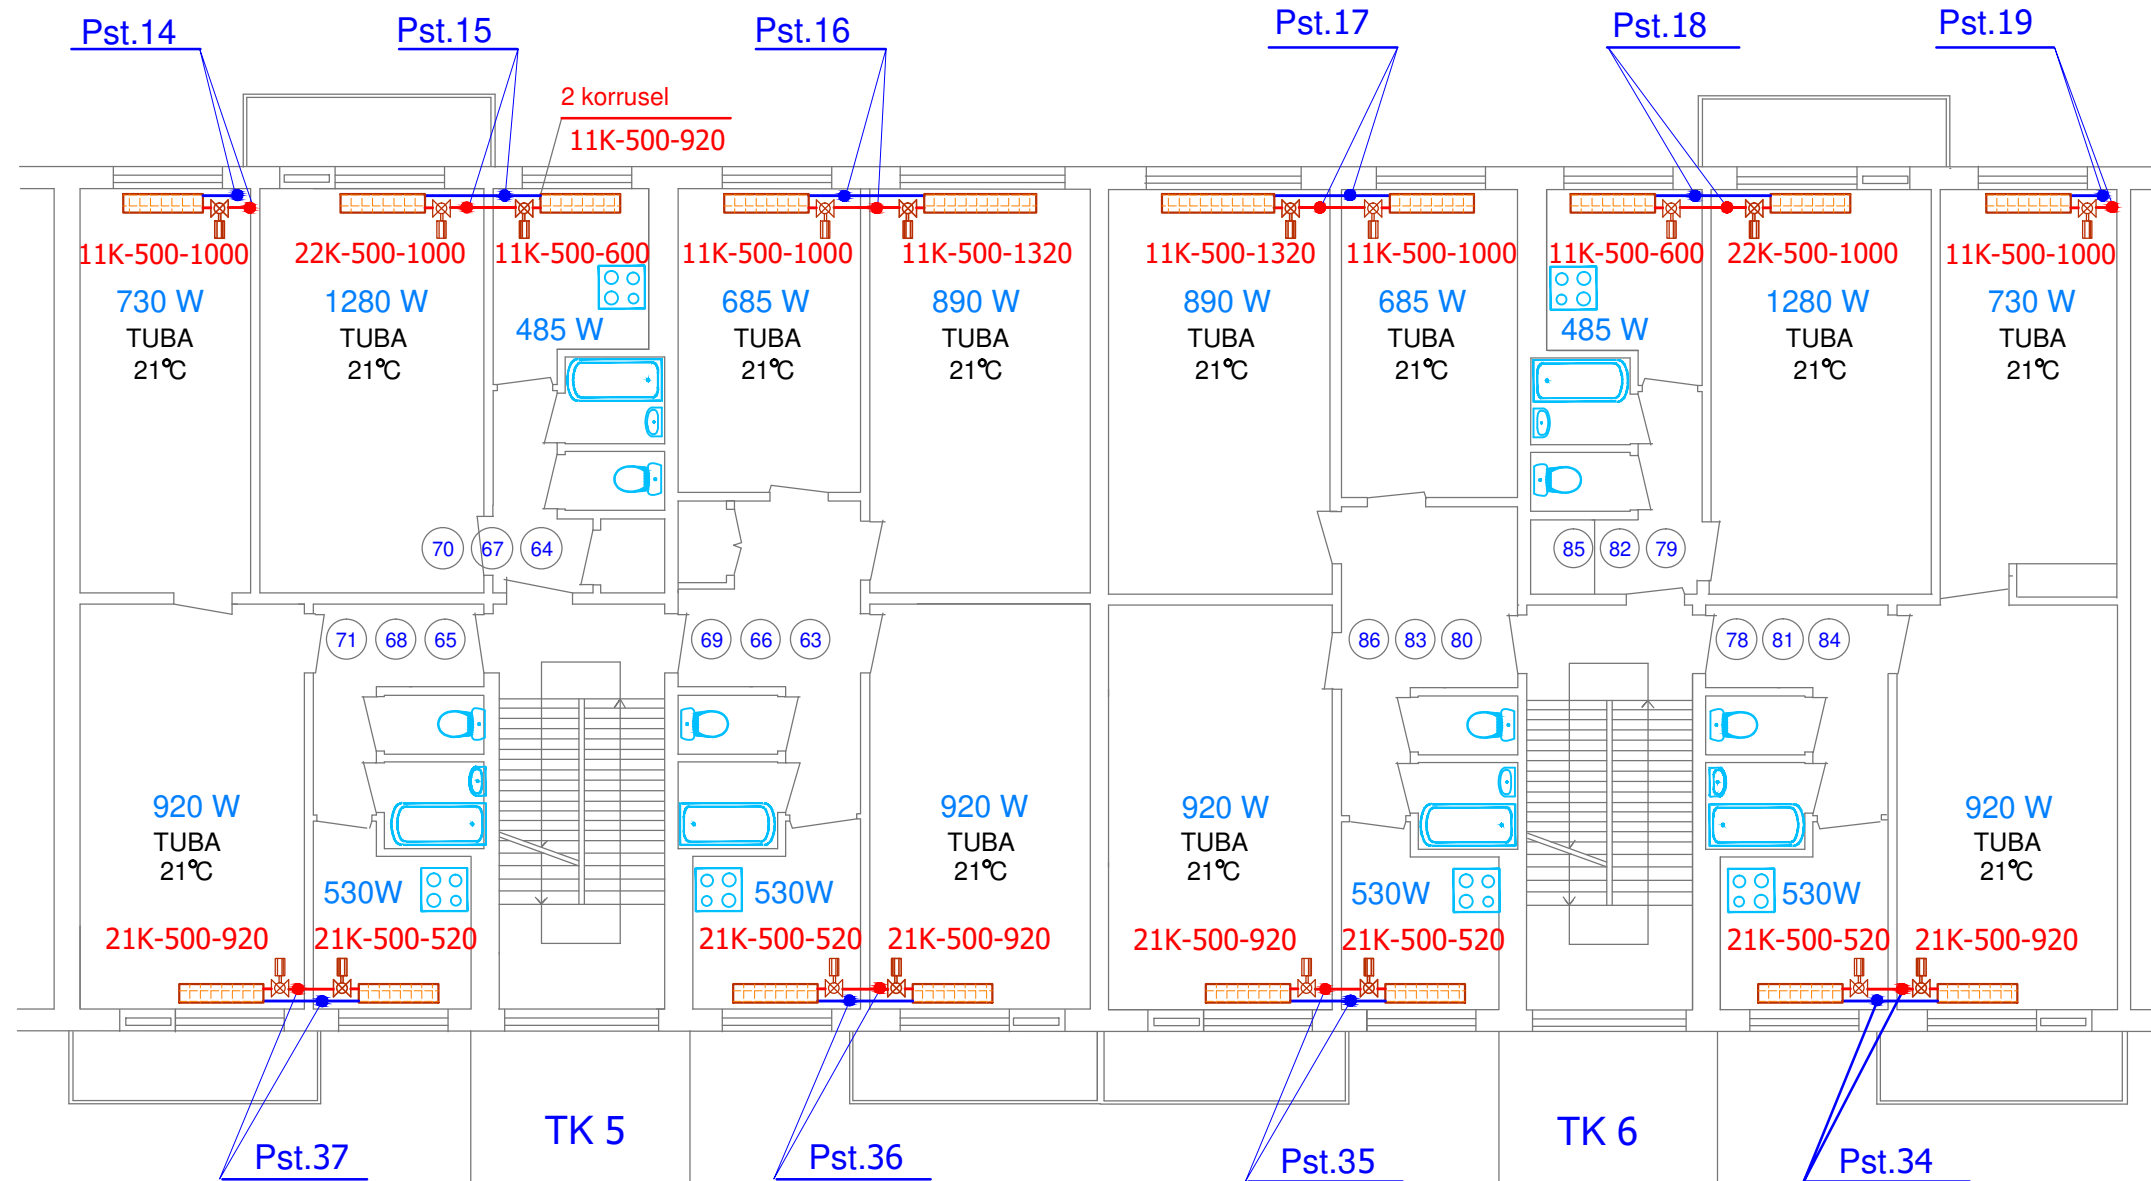 Pst.14
Pst.15
Pst.16
Pst.17
Pst.18
Pst.19
2 korrusel
11K-500-920
11K-500-1000
22K-500-1000
11K-500-600
11K-500-1000
11K-500-1320
11K-500-1320
11K-500-1000
11K-500-600
22K-500-1000
11K-500-1000
730 W
1280 W
485 W
685 W
890 W
890 W
685 W
485 W
1280 W
730 W
TUBA
TUBA
TUBA
TUBA
TUBA
TUBA
TUBA
TUBA
21°C
21°C
21°C
21°C
21°C
21°C
21°C
21°C
70
67
64
85
82
79
71
68
65
69
66
63
86
83
80
78
81
84
920 W
920 W
920 W
920 W
TUBA
TUBA
TUBA
TUBA
21°C
21°C
21°C
21°C
530W
530W
530W
530W
21K-500-920
21K-500-520
21K-500-520
21K-500-920
21K-500-920
21K-500-520
21K-500-520
21K-500-920
TK 5
TK 6
Pst.37
Pst.36
Pst.35
Pst.34